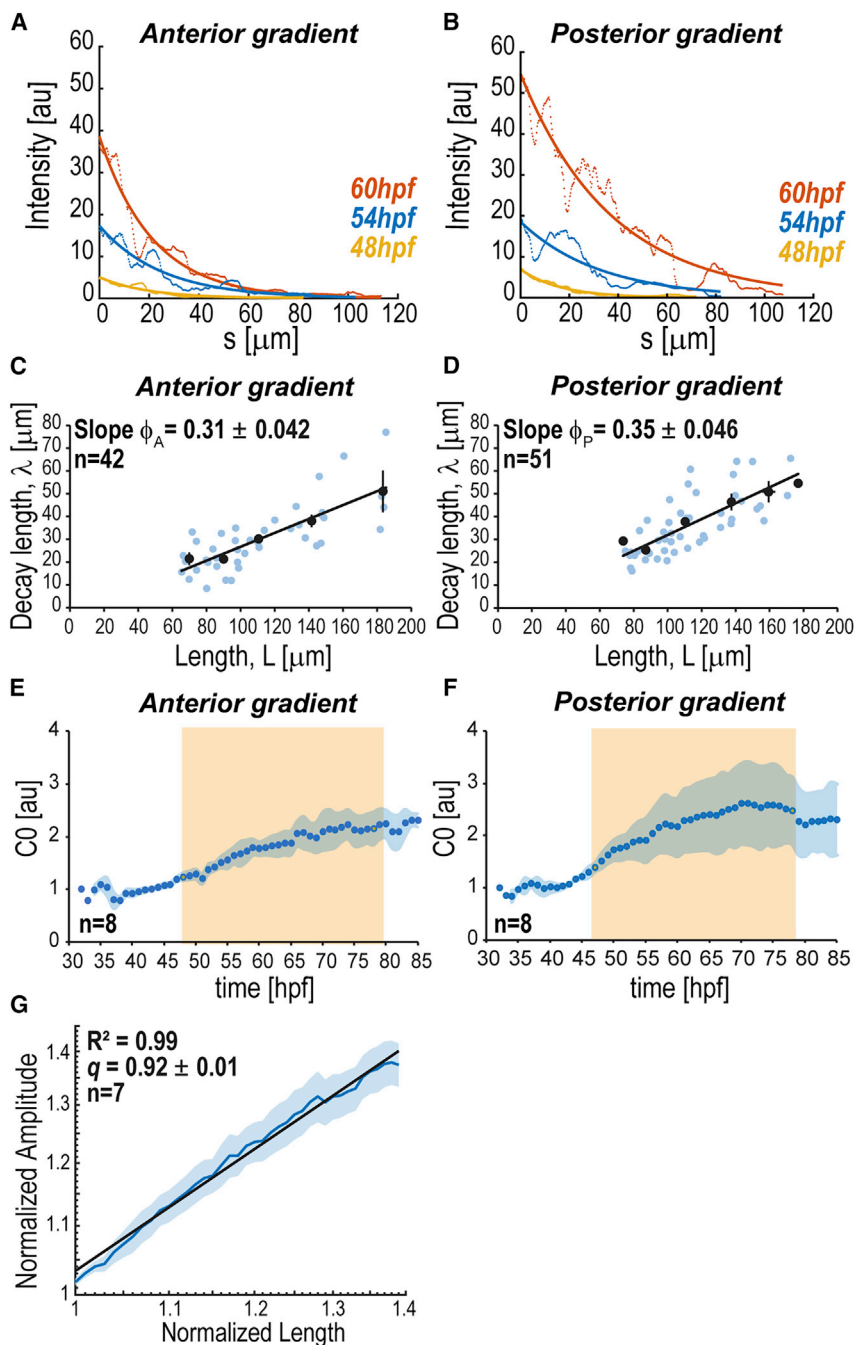 A
Anterior gradient
60
50
40
30
20
10
0
Intensity [au]
60hpf
54hpf
48hpf
0 20 40 60 80 100 120
s [μm]
B
Posterior gradient
60
50
40
30
20
10
0
Intensity [au]
60hpf
54hpf
48hpf
0 20 40 60 80 100 120
s [μm]
C
Anterior gradient
80
70
60
50
40
30
20
10
0
Decay length, λ [μm]
Slope ϕA = 0.31 ± 0.042
n=42
0 20 40 60 80 100 120 140 160 180 200
Length, L [μm]
D
Posterior gradient
80
70
60
50
40
30
20
10
0
Decay length, λ [μm]
Slope ϕP = 0.35 ± 0.046
n=51
0 20 40 60 80 100 120 140 160 180 200
Length, L [μm]
E
Anterior gradient
4
3
2
1
0
C0 [au]
n=8
30 35 40 45 50 55 60 65 70 75 80 85
time [hpf]
F
Posterior gradient
4
3
2
1
0
C0 [au]
n=8
30 35 40 45 50 55 60 65 70 75 80 85
time [hpf]
G
R² = 0.99
q = 0.92 ± 0.01
n=7
1.4
1.3
1.2
1.1
1
Normalized Amplitude
1 1.1 1.2 1.3 1.4
Normalized Length